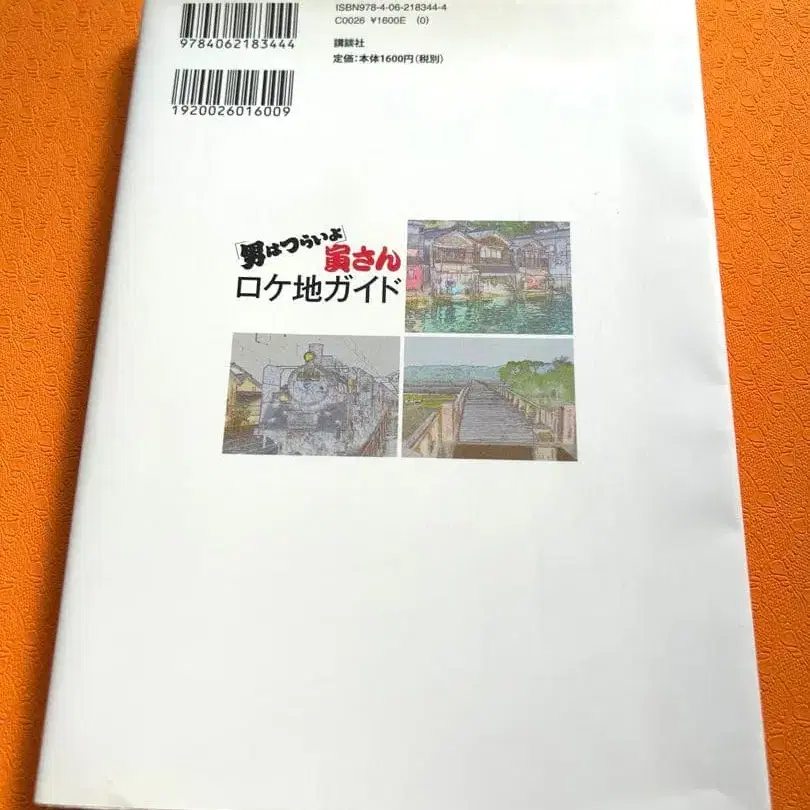 ISBN978-4-06-218344-4
C0026 ¥1600E (0)
9784062183444
講談社
定価：本体1600円(税別)
1920026016009
「男はつらいよ」
寅さん
ロケ地ガイド